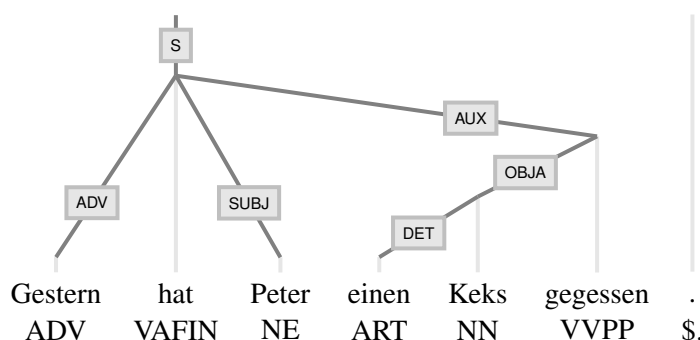 S
AUX
OBJA
ADV SUBJ
DET
Gestern hat Peter einen Keks gegessen .
ADV VAFIN NE ART NN VVPP $.